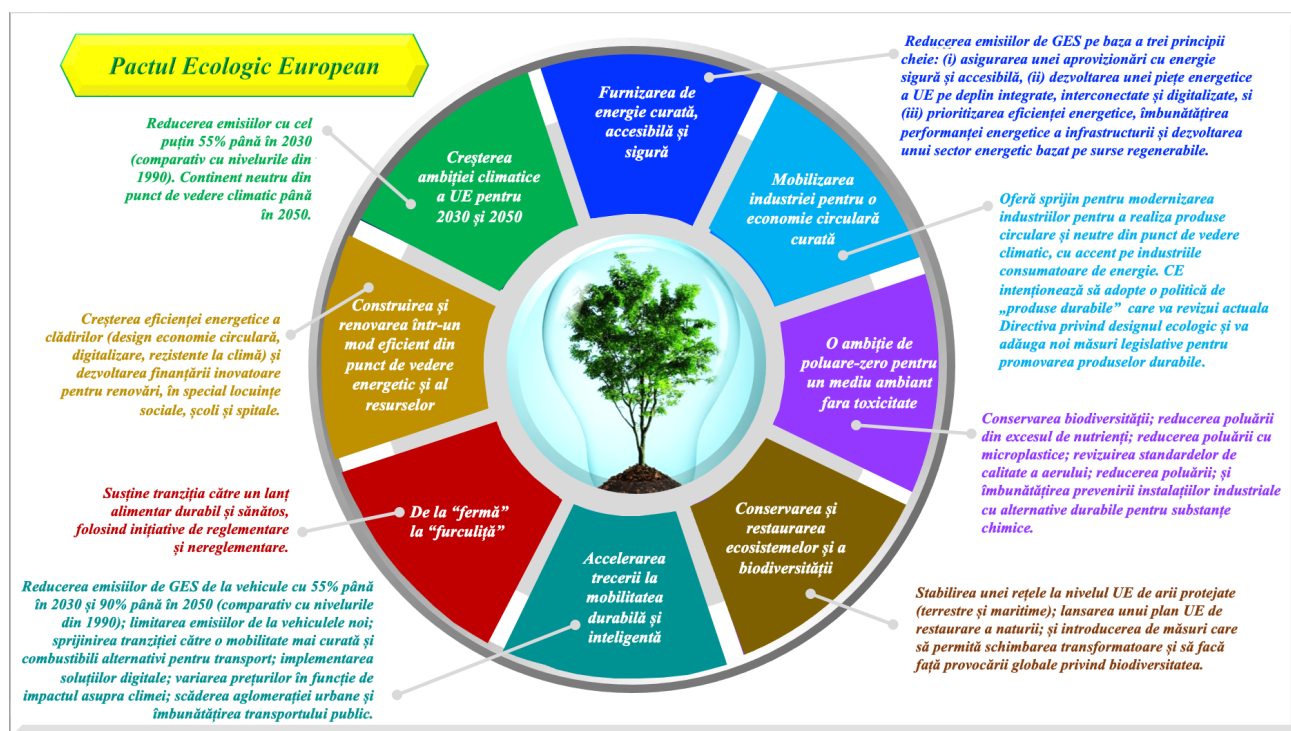 Pactul Ecologic European
Reducerea emisiilor cu cel
puțin 55% până în 2030
(comparativ cu nivelurile din
1990). Continent neutru din
punct de vedere climatic până
în 2050.
Creșterea
ambiției climatice
a UE pentru
2030 și 2050
Furnizarea de
energie curată,
accesibilă și
sigură
Reducerea emisiilor de GES pe baza a trei principii
cheie: (i) asigurarea unei aprovizionări cu energie
sigură și accesibilă, (ii) dezvoltarea unei piețe energetice
a UE pe deplin integrate, interconectate și digitalizate, si
(iii) prioritizarea eficienței energetice, îmbunătățirea
performanței energetice a infrastructurii și dezvoltarea
unui sector energetic bazat pe surse regenerabile.
Mobilizarea
industriei pentru o
economie circulară
curată
Oferă sprijin pentru modernizarea
industriilor pentru a realiza produse
circulare și neutre din punct de vedere
climatic, cu accent pe industriile
consumatoare de energie. CE
intenționează să adopte o politică de
„produse durabile” care va revizui actuala
Directiva privind designul ecologic și va
adăuga noi măsuri legislative pentru
promovarea produselor durabile.
O ambiție de
poluare-zero pentru
un mediu ambiant
fara toxicitate
Conservarea biodiversității; reducerea poluării
din excesul de nutrienți; reducerea poluării cu
microplastice; revizuirea standardelor de
calitate a aerului; reducerea poluării; și
îmbunătățirea prevenirii instalațiilor industriale
cu alternative durabile pentru substanțe
chimice.
Conservarea și
restaurarea
ecosistemelor și a
biodiversității
Stabilirea unei rețele la nivelul UE de arii protejate
(terrestre și maritime); lansarea unui plan UE de
restaurare a naturii; și introducerea de măsuri care
să permită schimbarea transformatoare și să facă
față provocării globale privind biodiversitatea.
Accelerarea
trecerii la
mobilitatea
durabilă și
inteligentă
Reducerea emisiilor de GES de la vehicule cu 55% până
în 2030 și 90% până în 2050 (comparativ cu nivelurile
din 1990); limitarea emisiilor de la vehiculele noi;
sprijinirea tranziției către o mobilitate mai curată și
combustibili alternativi pentru transport; implementarea
soluțiilor digitale; variarea prețurilor în funcție de
impactul asupra climei; scăderea aglomerației urbane și
îmbunătățirea transportului public.
De la “fermă”
la “furculiță”
Susține tranziția către un lanț
alimentar durabil și sănătos,
folosind inițiative de reglementare
și nereglementare.
Construirea și
renovarea într-un
mod eficient din
punct de vedere
energetic și al
resurselor
Creșterea eficienței energetice a
clădirilor (design economie circulară,
digitalizare, rezistente la climă) și
dezvoltarea finanțării inovatoare
pentru renovări, în special locuințe
sociale, școli și spitale.